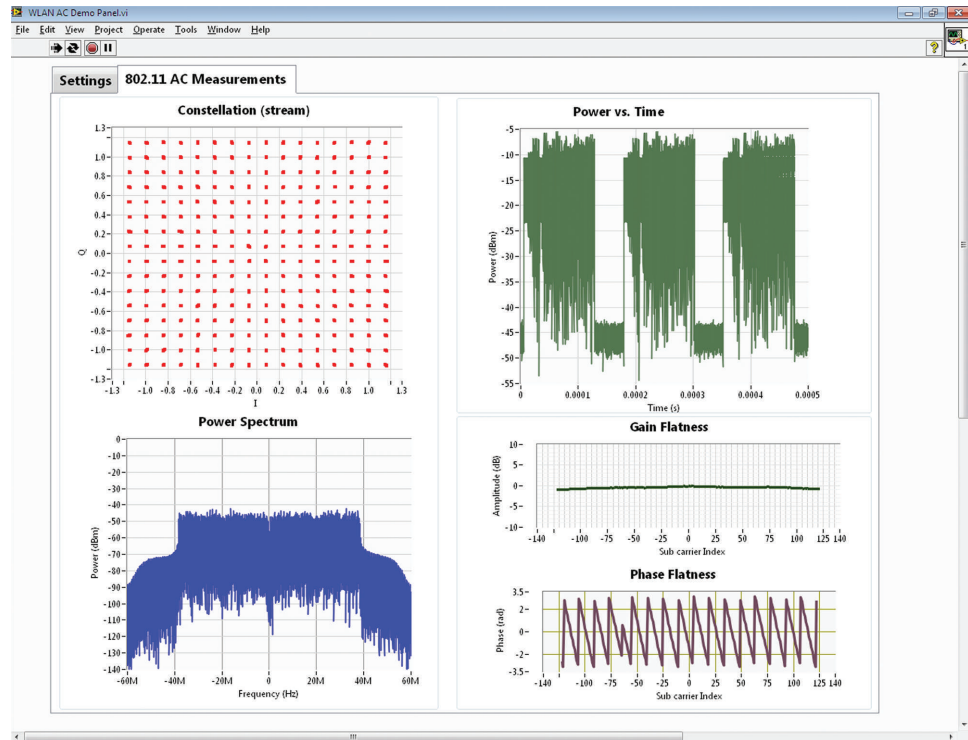 WLAN AC Demo Panel.vi
File Edit View Project Operate Tools Window Help
Settings
802.11 AC Measurements
Constellation (stream)
1.3
1.0
0.8
0.6
0.4
0.2
0.0
-0.2
-0.4
-0.6
-0.8
-1.0
-1.3
Q
-1.3 -1.0 -0.8 -0.6 -0.4 -0.2 0.0 0.2 0.4 0.6 0.8 1.0 1.3
I
Power vs. Time
-5
-10
-15
-20
-25
-30
-35
-40
-45
-50
-55
Power (dBm)
0 0.0001 0.0002 0.0003 0.0004 0.0005
Time (s)
Power Spectrum
0
-10
-20
-30
-40
-50
-60
-70
-80
-90
-100
-110
-120
-130
-140
Power (dBm)
-60M -40M -20M 0 20M 40M 60M
Frequency (Hz)
Gain Flatness
10
5
0
-5
-10
Amplitude (dB)
-140 -100 -75 -50 -25 0 25 50 75 100 125 140
Sub carrier Index
Phase Flatness
3.5
2
0
-2
-3.5
Phase (rad)
-140 -100 -75 -50 -25 0 25 50 75 100 125 140
Sub carrier Index